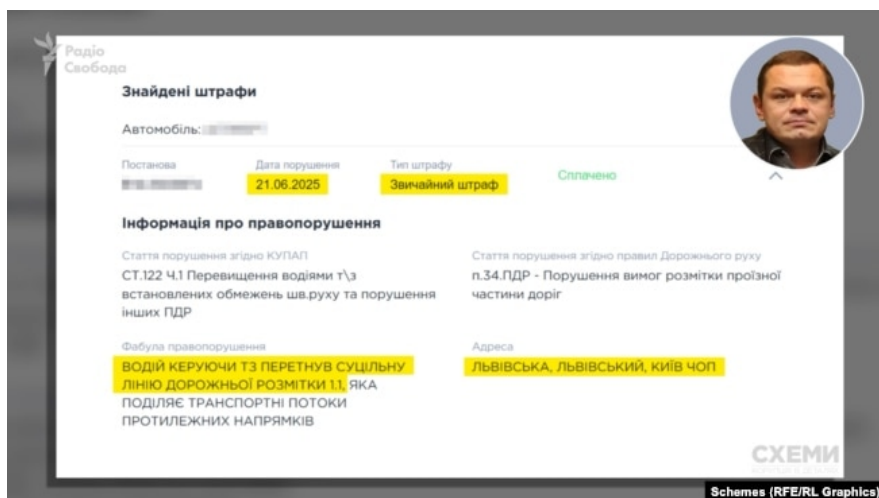 Радіо
Свобода
Знайдені штрафи
Автомобіль:
Постанова
Дата порушення
Тип штрафу
21.06.2025
Звичайний штраф
Сплачено
Інформація про правопорушення
Стаття порушення згідно КУПАП
СТ.122 Ч.1 Перевищення водіями т\з
встановлених обмежень шв.руху та порушення
інших ПДР
Стаття порушення згідно правил Дорожнього руху
п.34.ПДР - Порушення вимог розмітки проїзної
частини доріг
Фабула правопорушення
ВОДІЙ КЕРУЮЧИ ТЗ ПЕРЕТНУВ СУЦІЛЬНУ
ЛІНІЮ ДОРОЖНЬОЇ РОЗМІТКИ 1.1, ЯКА
ПОДІЛЯЄ ТРАНСПОРТНІ ПОТОКИ
ПРОТИЛЕЖНИХ НАПРЯМКІВ
Адреса
ЛЬВІВСЬКА, ЛЬВІВСЬКИЙ, КИЇВ ЧОП
СХЕМИ
Schemes (RFE/RL Graphics)